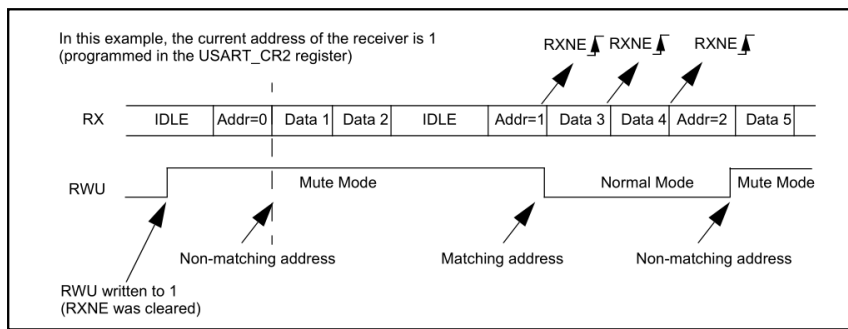 In this example, the current address of the receiver is 1
(programmed in the USART_CR2 register)
RXNE RXNE RXNE
RX IDLE Addr=0 Data 1 Data 2 IDLE Addr=1 Data 3 Data 4 Addr=2 Data 5
RWU Mute Mode Normal Mode Mute Mode
Non-matching address Matching address Non-matching address
RWU written to 1
(RXNE was cleared)